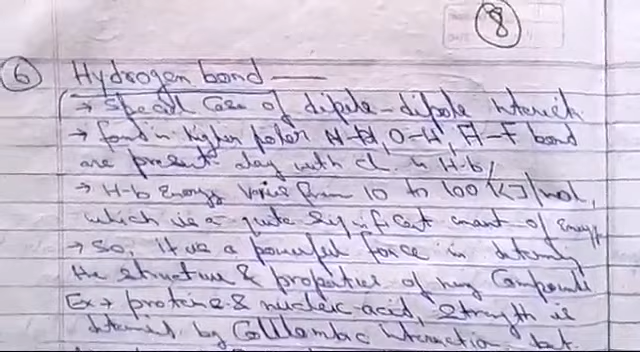 8
6 Hydrogen bond —
→ Special Case of dipole-dipole interacti
→ found in higher polar N-H, O-H, H-F bond
are present. alog with cl. in H-b/
→ H-b Energy varies from 10 to 100 KJ/mol,
which is a quite significant amount of Energy
→ So, it is a powerful force in determing
the structure & properties of many Compounds
Ex → proteins & nucleic acid, Strength is
determined by Coulombic interaction, bet.